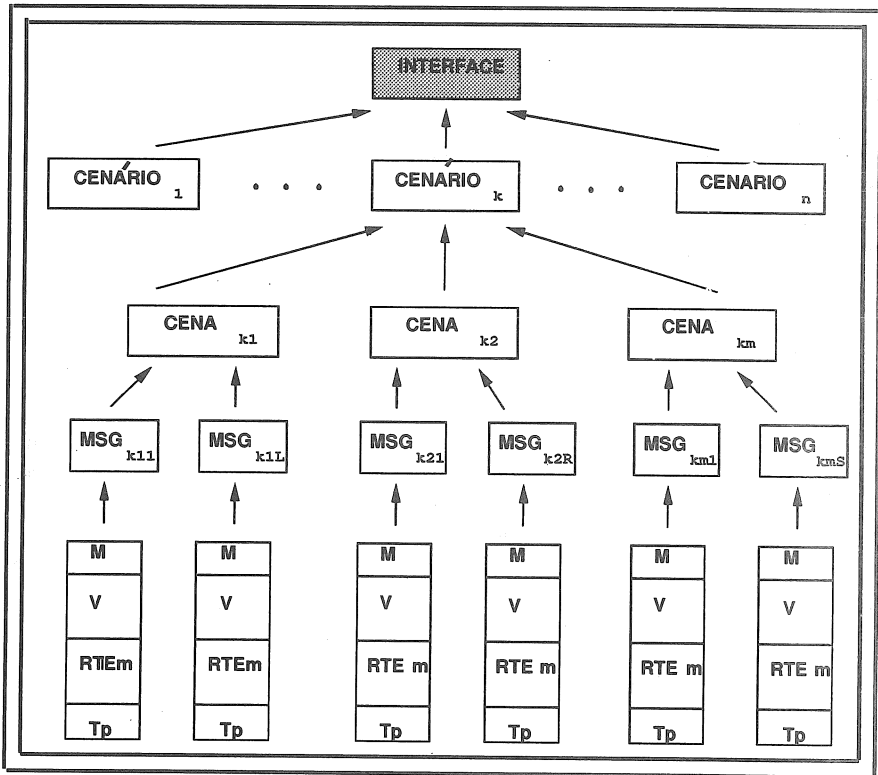 INTERFACE
CENÁRIO 1 . . . CENÁRIO k . . . CENARIO n
CENA k1 CENA k2 CENA km
MSG k11 MSG k1L MSG k21 MSG k2R MSG km1 MSG kmS
M M M M M M
V V V V V V
RTEm RTEm RTE m RTE m RTE m RTE m
Tp Tp Tp Tp Tp Tp